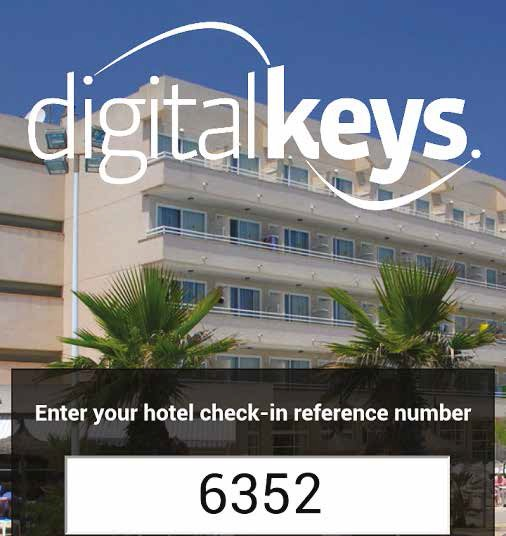 digitalkeys.
Enter your hotel check-in reference number
6352